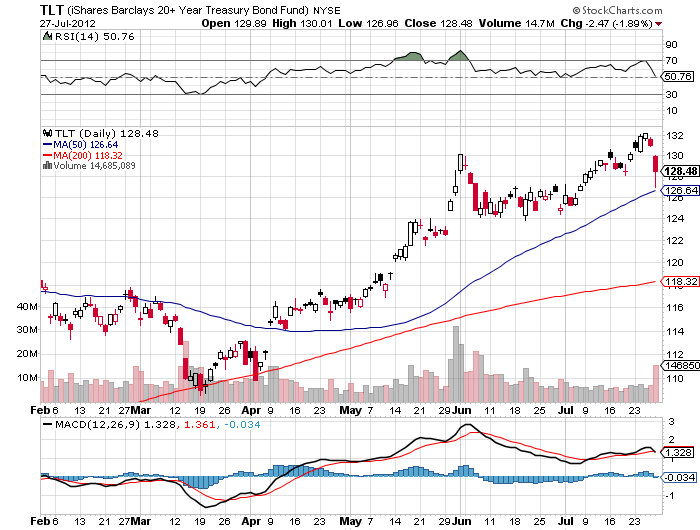 TLT (iShares Barclays 20+ Year Treasury Bond Fund) NYSE
© StockCharts.com
27-Jul-2012
Open 129.89 High 130.01 Low 126.96 Close 128.48 Volume 14.7M Chg -2.47 (-1.89%)
RSI(14) 50.76
90
70
50.76
30
10
TLT (Daily) 128.48
MA(50) 126.64
MA(200) 118.32
Volume 14,685,089
132
130
128.48
128
126.64
126
124
122
120
118.32
118
116
114
112
110
40M
30M
20M
10M
146850
Feb 6 13 21 27 Mar 12 19 26 Apr 9 16 23 May 7 14 21 29 Jun 11 18 25 Jul 9 16 23
MACD(12,26,9) 1.328, 1.361, -0.034
3
2
1.328
-0.034
-1
Feb 6 13 21 27 Mar 12 19 26 Apr 9 16 23 May 7 14 21 29 Jun 11 18 25 Jul 9 16 23